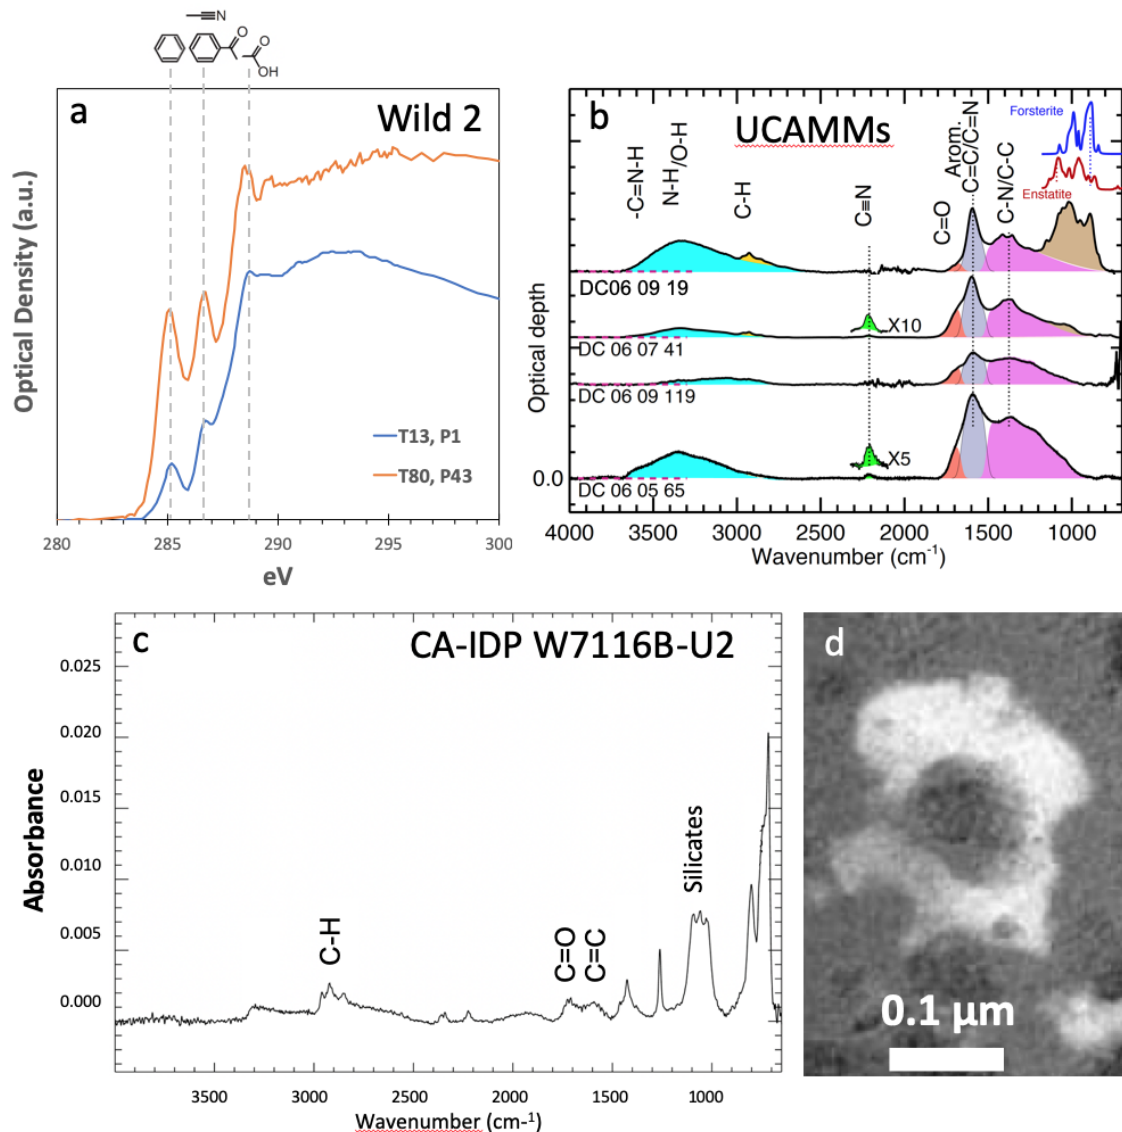 N
O
O
OH
a
Wild 2
Optical Density (a.u.)
T13, P1
T80, P43
280
285
290
295
300
eV
b
UCAMMs
-C=N-H
N-H/O-H
C-H
C≡N
C=O
Arom.
C=C/C=N
C-N/C-C
Forsterite
Enstatite
DC06 09 19
X10
DC 06 07 41
DC 06 09 119
X5
DC 06 05 65
0.0
Optical depth
4000
3500
3000
2500
2000
1500
1000
Wavenumber (cm-1)
c
CA-IDP W7116B-U2
0.025
0.020
0.015
0.010
0.005
0.000
Absorbance
C-H
C=O
C=C
Silicates
3500
3000
2500
2000
1500
1000
Wavenumber (cm-1)
d
0.1 µm